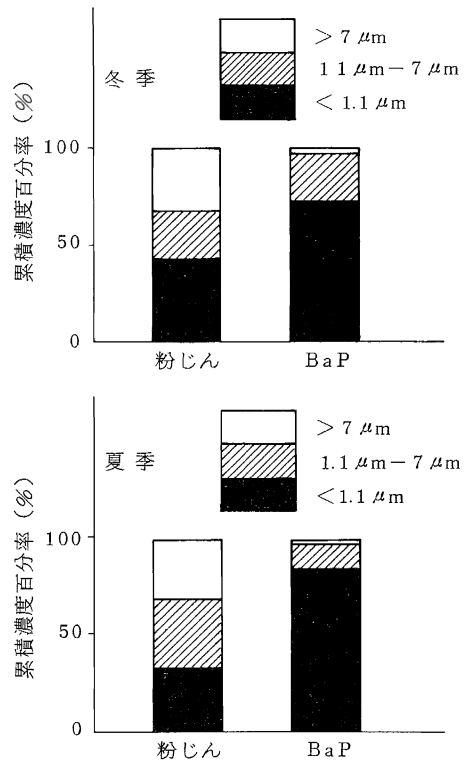 冬季
> 7 μm
1 1 μm − 7 μm
< 1.1 μm
累積濃度百分率 (%)
100
50
0
粉じん
BaP
夏季
> 7 μm
1.1 μm − 7 μm
< 1.1 μm
累積濃度百分率 (%)
100
50
0
粉じん
BaP